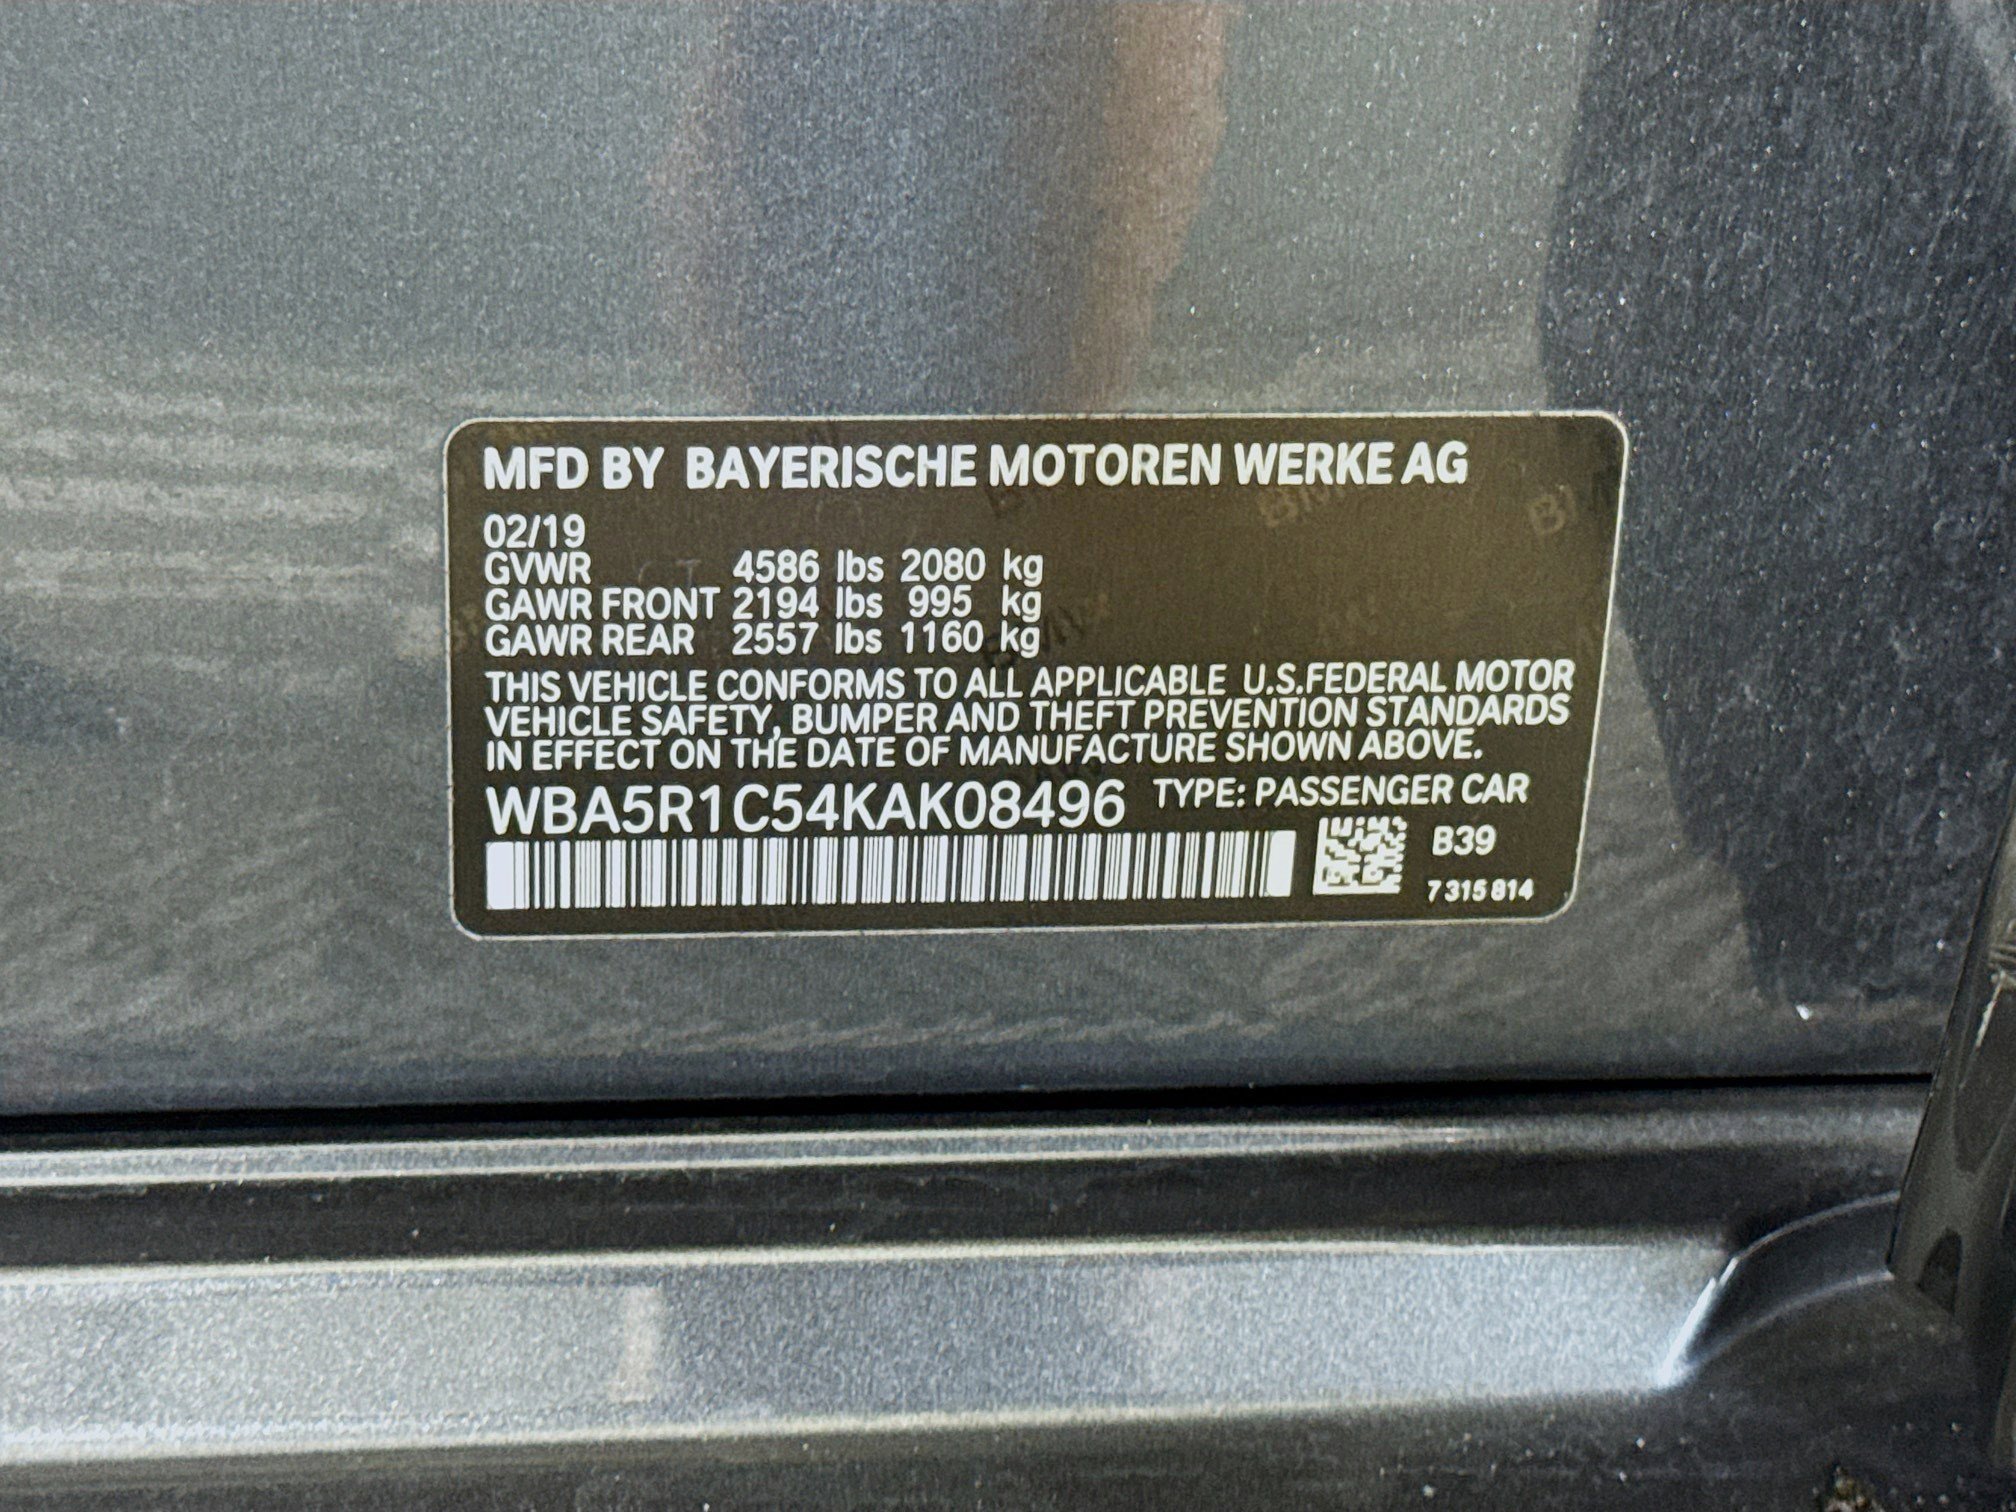 MFD BY BAYERISCHE MOTOREN WERKE AG
02/19
GVWR 4586 lbs 2080 kg
GAWR FRONT 2194 lbs 995 kg
GAWR REAR 2557 lbs 1160 kg
THIS VEHICLE CONFORMS TO ALL APPLICABLE U.S.FEDERAL MOTOR
VEHICLE SAFETY, BUMPER AND THEFT PREVENTION STANDARDS
IN EFFECT ON THE DATE OF MANUFACTURE SHOWN ABOVE.
WBA5R1C54KAK08496 TYPE: PASSENGER CAR
B39
7 315 814